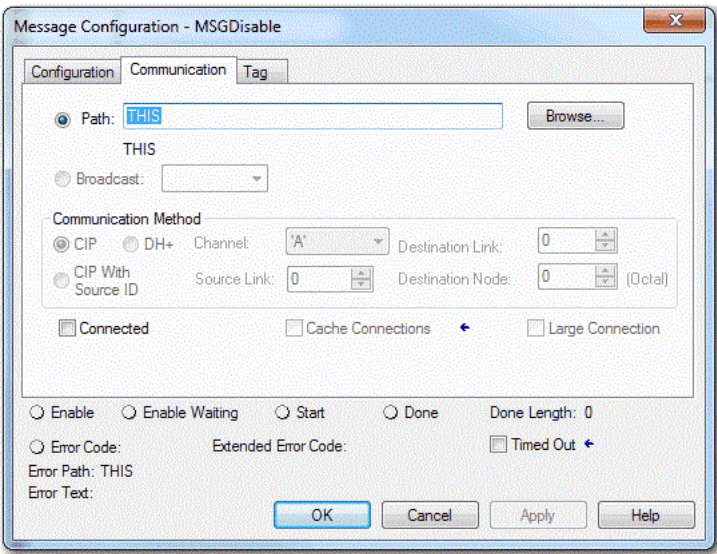 Message Configuration - MSGDisable
Configuration Communication Tag
Path: THIS Browse...
THIS
Broadcast:
Communication Method
CIP DH+ Channel: 'A' Destination Link: 0
CIP With Source ID Source Link: 0 Destination Node: 0 (Octal)
Connected Cache Connections Large Connection
Enable Enable Waiting Start Done Done Length: 0
Error Code: Extended Error Code: Timed Out
Error Path: THIS
Error Text:
OK Cancel Apply Help